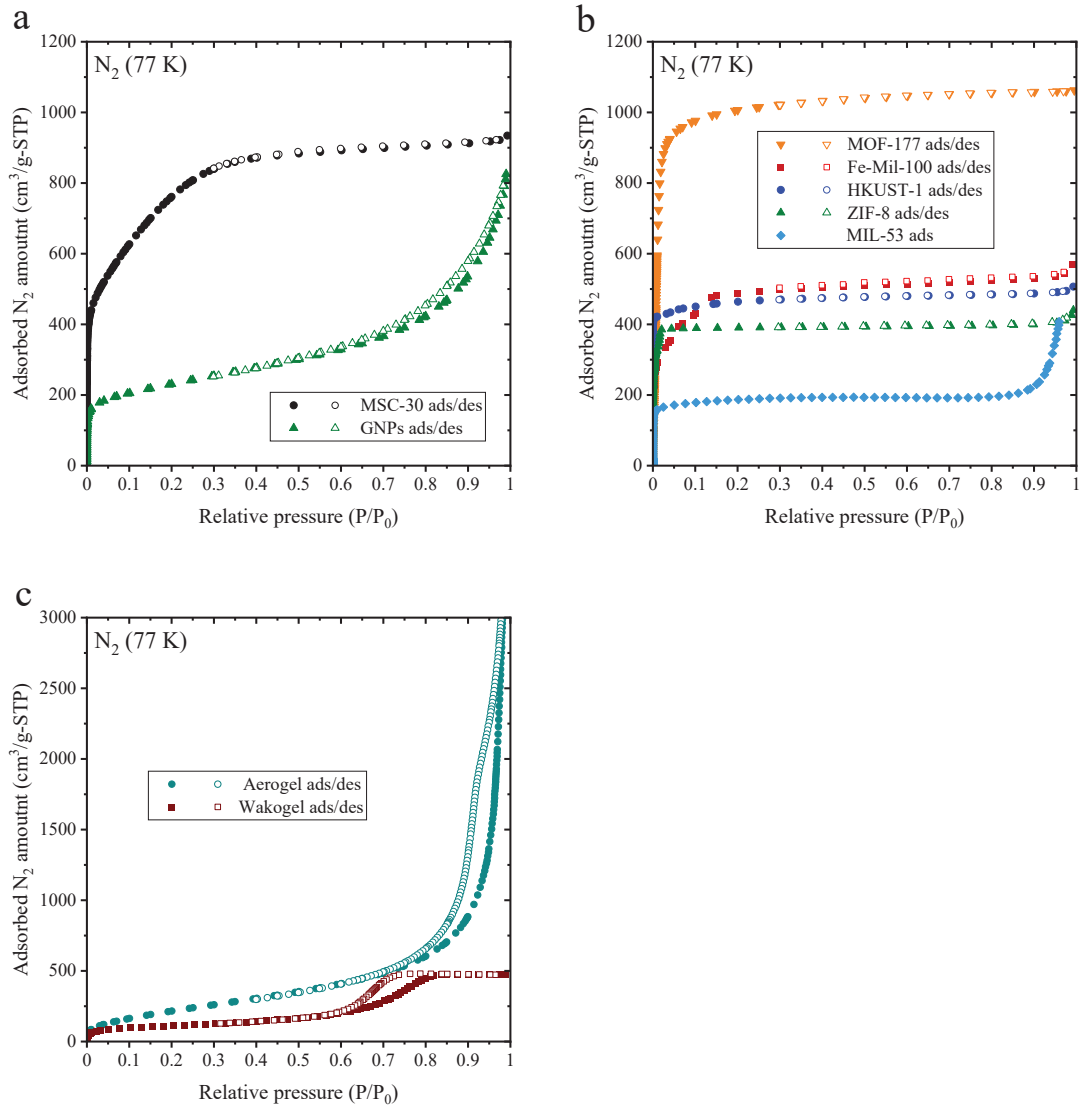 a
N₂ (77 K)
1200
1000
800
600
400
200
0
Adsorbed N₂ amoutnt (cm³/g-STP)
MSC-30 ads/des
GNPs ads/des
0 0.1 0.2 0.3 0.4 0.5 0.6 0.7 0.8 0.9 1
Relative pressure (P/P₀)
b
N₂ (77 K)
1200
1000
800
600
400
200
0
Adsorbed N₂ amoutnt (cm³/g-STP)
MOF-177 ads/des
Fe-Mil-100 ads/des
HKUST-1 ads/des
ZIF-8 ads/des
MIL-53 ads
0 0.1 0.2 0.3 0.4 0.5 0.6 0.7 0.8 0.9 1
Relative pressure (P/P₀)
c
N₂ (77 K)
3000
2500
2000
1500
1000
500
0
Adsorbed N₂ amoutnt (cm³/g-STP)
Aerogel ads/des
Wakogel ads/des
0 0.1 0.2 0.3 0.4 0.5 0.6 0.7 0.8 0.9 1
Relative pressure (P/P₀)